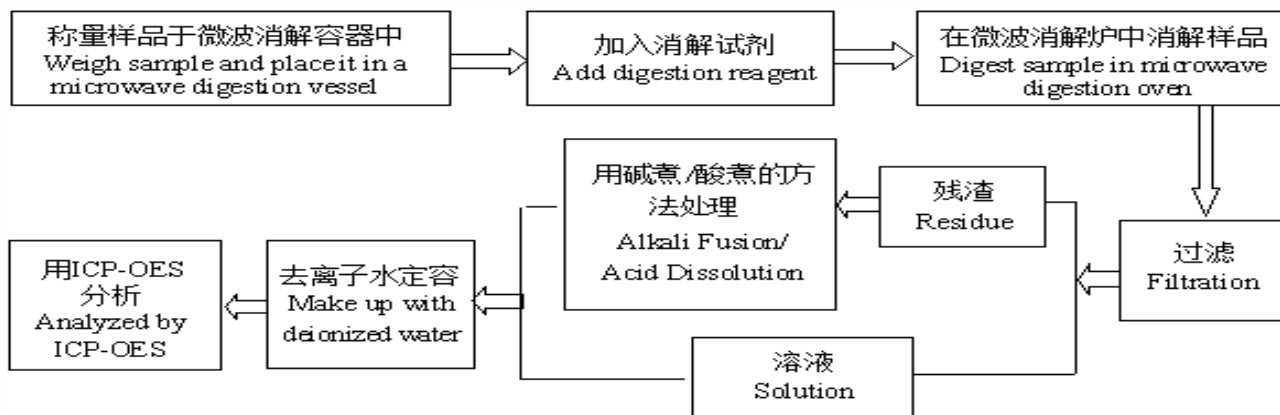 称量样品于微波消解容器中
Weigh sample and place it in a
microwave digestion vessel
加入消解试剂
Add digestion reagent
在微波消解炉中消解样品
Digest sample in microwave
digestion oven
过滤
Filtration
残渣
Residue
溶液
Solution
用碱煮/酸煮的方
法处理
Alkali Fusion/
Acid Dissolution
去离子水定容
Make up with
deionized water
用ICP-OES
分析
Analyzed by
ICP-OES